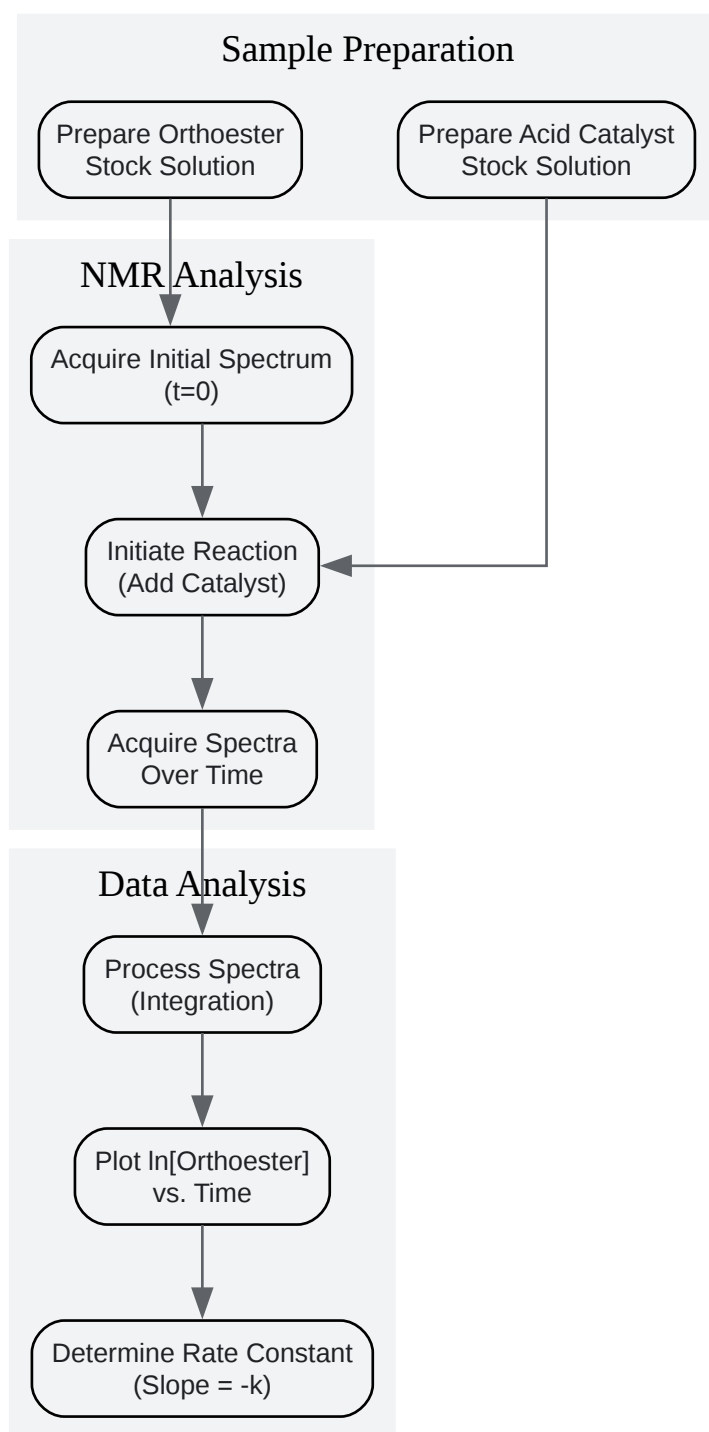 Sample Preparation
Prepare Orthoester
Stock Solution
Prepare Acid Catalyst
Stock Solution
NMR Analysis
Acquire Initial Spectrum
(t=0)
Initiate Reaction
(Add Catalyst)
Acquire Spectra
Over Time
Data Analysis
Process Spectra
(Integration)
Plot ln[Orthoester]
vs. Time
Determine Rate Constant
(Slope = -k)